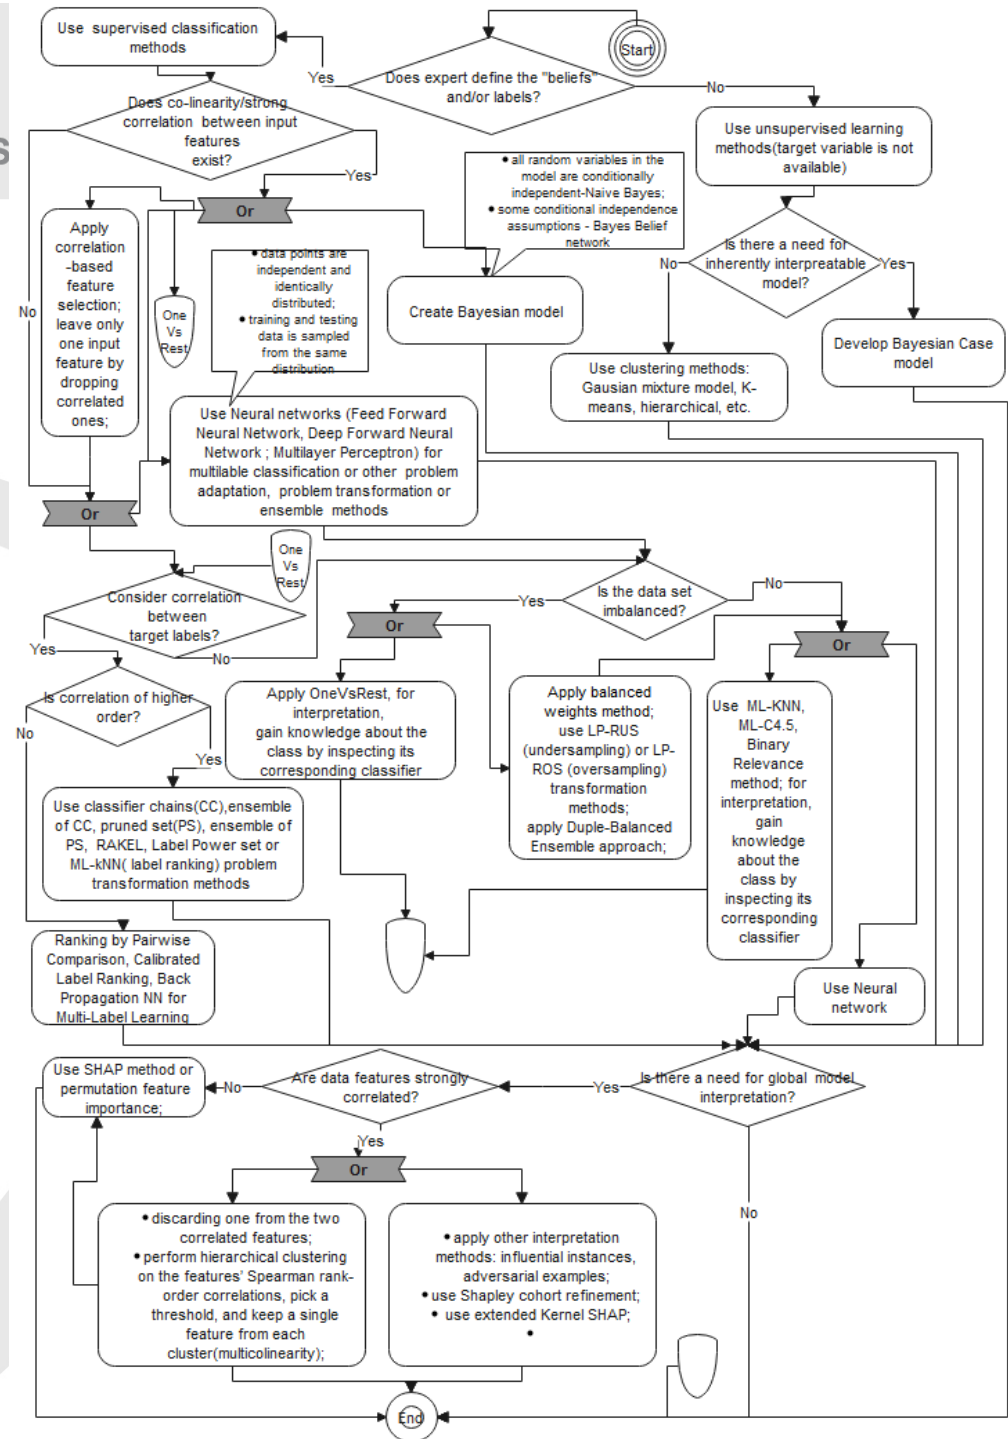 Start
Use  supervised classification
methods
Yes
Does expert define the "beliefs"
and/or labels?
No
Does co-linearity/strong
correlation  between input
features
exist?
s
Use unsupervised learning
methods(target variable is not
available)
Yes
• all random variables in the
model are conditionally
independent-Naive Bayes;
• some conditional independence
assumptions - Bayes Belief
network
Or
Apply
correlation
-based
feature
selection;
leave only
one input
feature by
dropping
correlated
ones;
No
One
Vs
Rest
• data points are
independent and
identically
distributed;
• training and testing
data is sampled
from the same
distribution
Create Bayesian model
Is there a need for
inherently interpreatable
model?
No
Yes
Develop Bayesian Case
model
Use clustering methods:
Gausian mixture model, K-
means, hierarchical, etc.
Use Neural networks (Feed Forward
Neural Network, Deep Forward Neural
Network ; Multilayer Perceptron) for
multilable classification or other  problem
adaptation,  problem transformation or
ensemble  methods
Or
One
Vs
Rest
Consider correlation
between
target labels?
Yes
No
Is the data set
imbalanced?
Yes
No
Or
Or
Is correlation of higher
order?
No
Yes
Apply OneVsRest, for
interpretation,
gain knowledge about the
class by inspecting its
corresponding classifier
Apply balanced
weights method;
use LP-RUS
(undersampling) or LP-
ROS (oversampling)
transformation
methods;
apply Duple-Balanced
Ensemble approach;
Use  ML-KNN,
ML-C4.5,
Binary
Relevance
method; for
interpretation,
gain
knowledge
about the
class by
inspecting its
corresponding
classifier
Use classifier chains(CC),ensemble
of CC, pruned set(PS), ensemble of
PS,  RAKEL, Label Power set or
ML-kNN( label ranking) problem
transformation methods
Ranking by Pairwise
Comparison, Calibrated
Label Ranking, Back
Propagation NN for
Multi-Label Learning
Use Neural
network
Use SHAP method or
permutation feature
importance;
No
Are data features strongly
correlated?
Yes
Is there a need for global  model
interpretation?
Yes
Or
No
• discarding one from the two
correlated features;
• perform hierarchical clustering
on the features' Spearman rank-
order correlations, pick a
threshold, and keep a single
feature from each
cluster(multicolinearity);
• apply other interpretation
methods: influential instances,
adversarial examples;
• use Shapley cohort refinement;
• use extended Kernel SHAP;
•
End